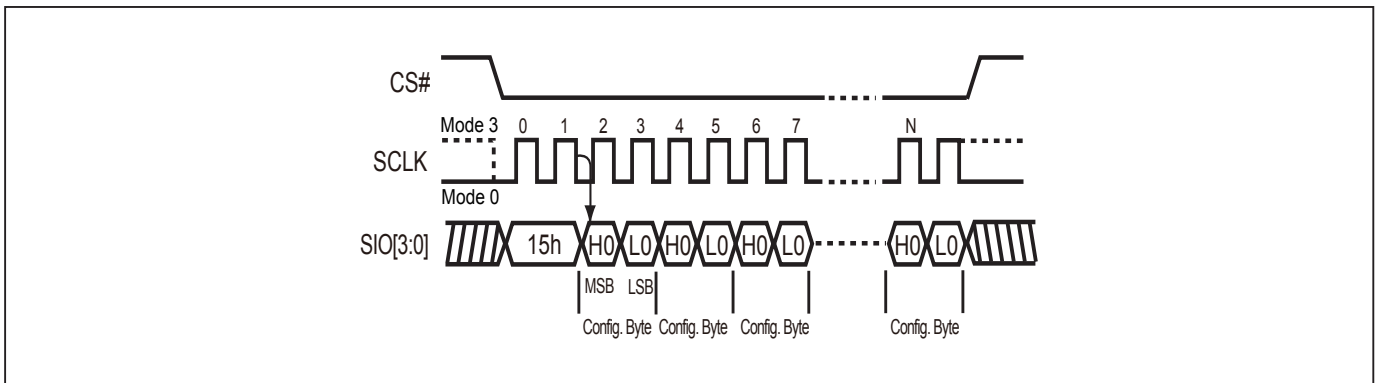 CS#
Mode 3 0 1 2 3 4 5 6 7 N
SCLK
Mode 0
SIO[3:0] 15h H0 L0 H0 L0 H0 L0 H0 L0
MSB LSB
Config. Byte Config. Byte Config. Byte Config. Byte